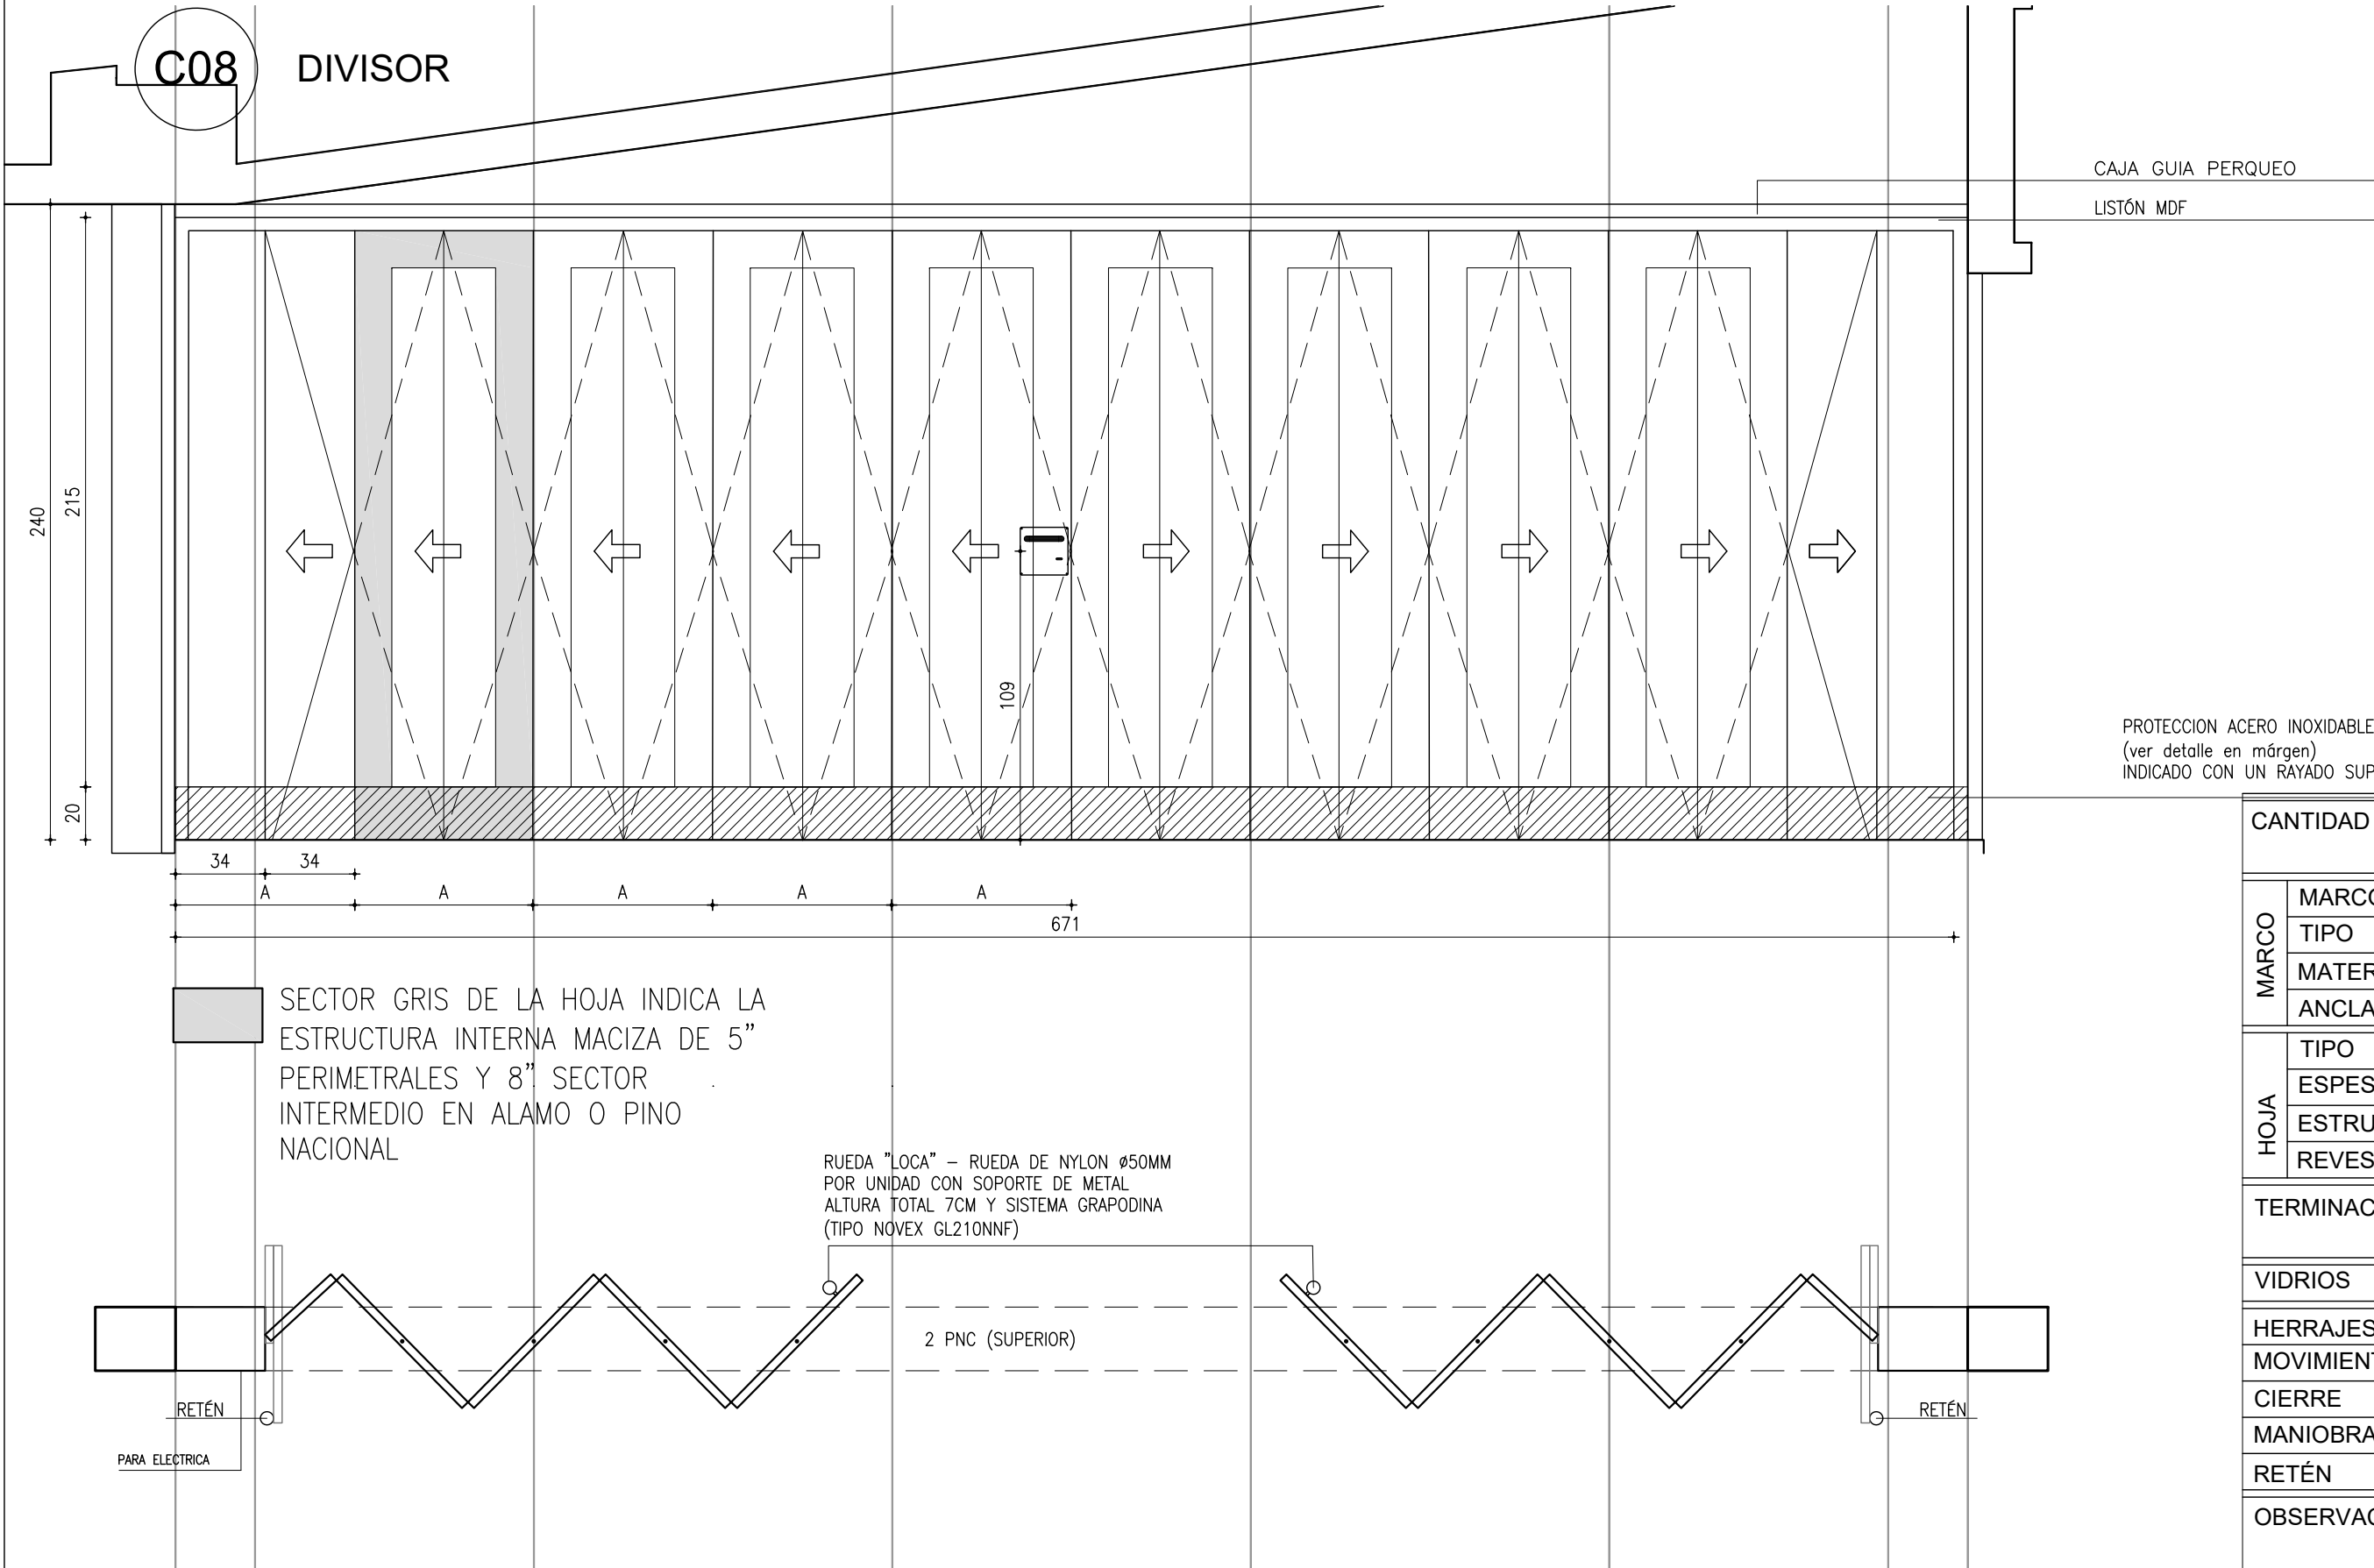 C08 DIVISOR
CAJA GUIA PERQUEO
LISTÓN MDF
240
215
20
109
PROTECCION ACERO INOXIDABLE
(ver detalle en márgen)
INDICADO CON UN RAYADO SUP
34 34
A A A A A
671
SECTOR GRIS DE LA HOJA INDICA LA
ESTRUCTURA INTERNA MACIZA DE 5"
PERIMETRALES Y 8" SECTOR
INTERMEDIO EN ALAMO O PINO
NACIONAL
RUEDA "LOCA" – RUEDA DE NYLON ø50MM
POR UNIDAD CON SOPORTE DE METAL
ALTURA TOTAL 7CM Y SISTEMA GRAPODINA
(TIPO NOVEX GL210NNF)
2 PNC (SUPERIOR)
RETÉN
PARA ELECTRICA
RETÉN
CANTIDAD
MARCO
MARCO
TIPO
MATER
ANCLA
HOJA
TIPO
ESPES
ESTRU
REVES
TERMINAC
VIDRIOS
HERRAJES
MOVIMIENT
CIERRE
MANIOBRA
RETÉN
OBSERVAC